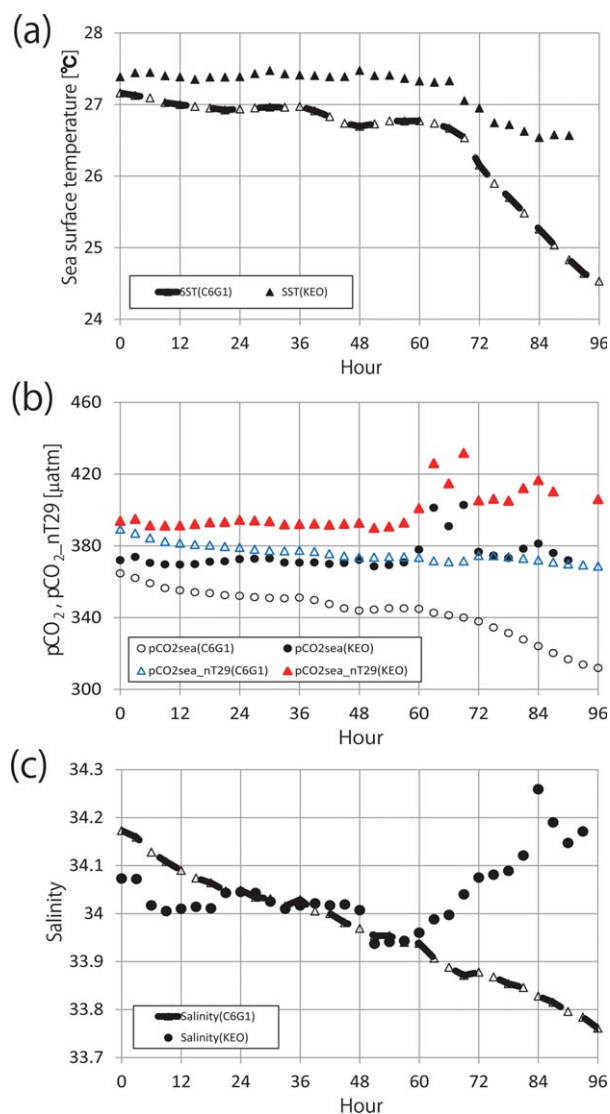 (a)
28
27
26
25
24
Sea surface temperature [℃]
SST(C6G1) SST(KEO)
0 12 24 36 48 60 72 84 96
Hour
(b)
460
420
380
340
300
pCO2 , pCO2_nT29 [μatm]
pCO2sea(C6G1) pCO2sea(KEO)
pCO2sea_nT29(C6G1) pCO2sea_nT29(KEO)
0 12 24 36 48 60 72 84 96
Hour
(c)
34.3
34.2
34.1
34
33.9
33.8
33.7
Salinity
Salinity(C6G1)
Salinity(KEO)
0 12 24 36 48 60 72 84 96
Hour